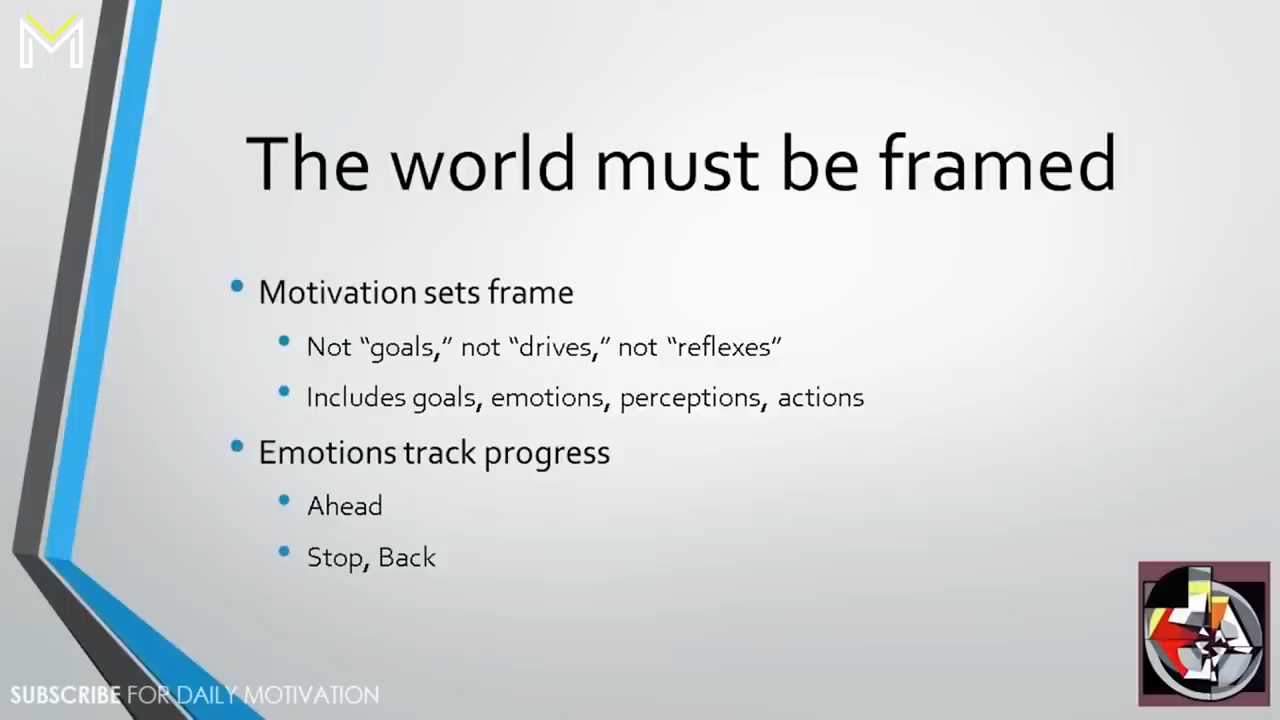 M
The world must be framed
• Motivation sets frame
• Not “goals,” not “drives,” not “reflexes”
• Includes goals, emotions, perceptions, actions
• Emotions track progress
• Ahead
• Stop, Back
SUBSCRIBE FOR DAILY MOTIVATION